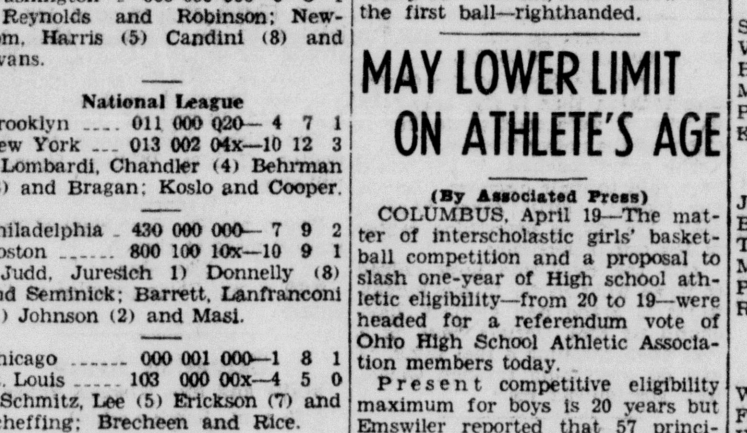 Reynolds and Robinson; New-
om, Harris (5) Candini (8) and
vans.
National League
rooklyn .... 011 000 020— 4 7 1
ew York ... 013 002 04x—10 12 3
Lombardi, Chandler (4) Behrman
) and Bragan; Koslo and Cooper.
hiladelphia . 430 000 000— 7 9 2
oston ...... 800 100 10x—10 9 1
Judd, Juresich 1) Donnelly (8)
nd Seminick; Barrett, Lanfranconi
) Johnson (2) and Masi.
hicago ...... 000 001 000—1 8 1
. Louis ..... 103 000 00x—4 5 0
Schmitz, Lee (5) Erickson (7) and
cheffing; Brecheen and Rice.
the first ball—righthanded.
MAY LOWER LIMIT
ON ATHLETE'S AGE
(By Associated Press)
COLUMBUS, April 19—The mat-
ter of interscholastic girls' basket-
ball competition and a proposal to
slash one-year of High school ath-
letic eligibility—from 20 to 19—were
headed for a referendum vote of
Ohio High School Athletic Associa-
tion members today.
Present competitive eligibility
maximum for boys is 20 years but
Emswiler reported that 57 princi-